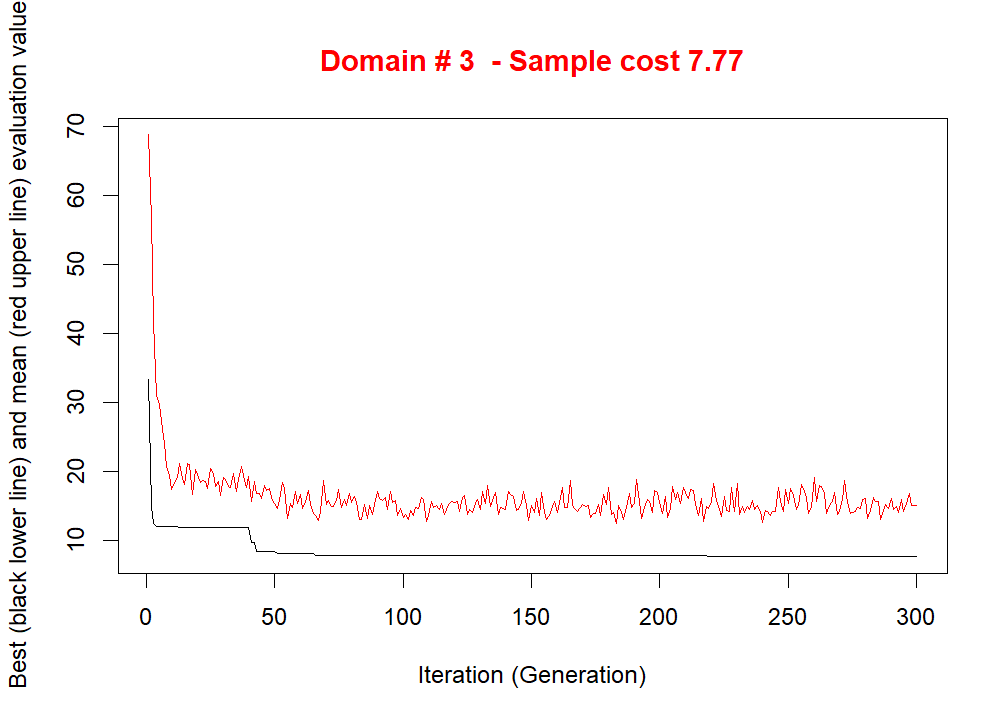 Domain # 3  - Sample cost 7.77
Best (black lower line) and mean (red upper line) evaluation value
70
60
50
40
30
20
10
0 50 100 150 200 250 300
Iteration (Generation)